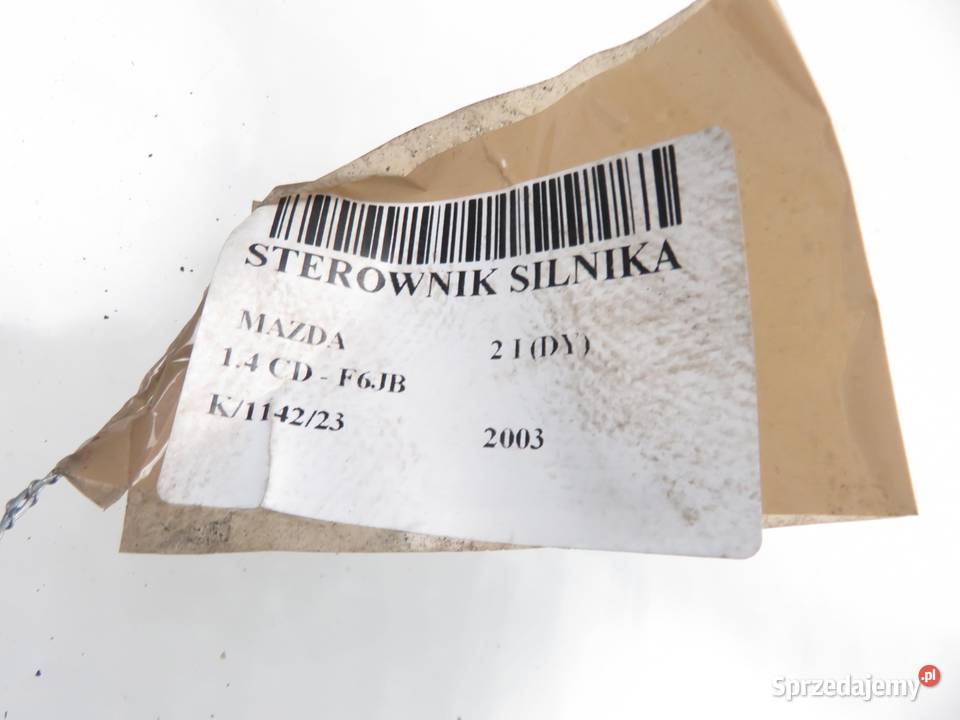 STEROWNIK SILNIKA
MAZDA 2 I (DY)
1.4 CD - F6JB
K/1142/23 2003
Sprzedajemy.pl